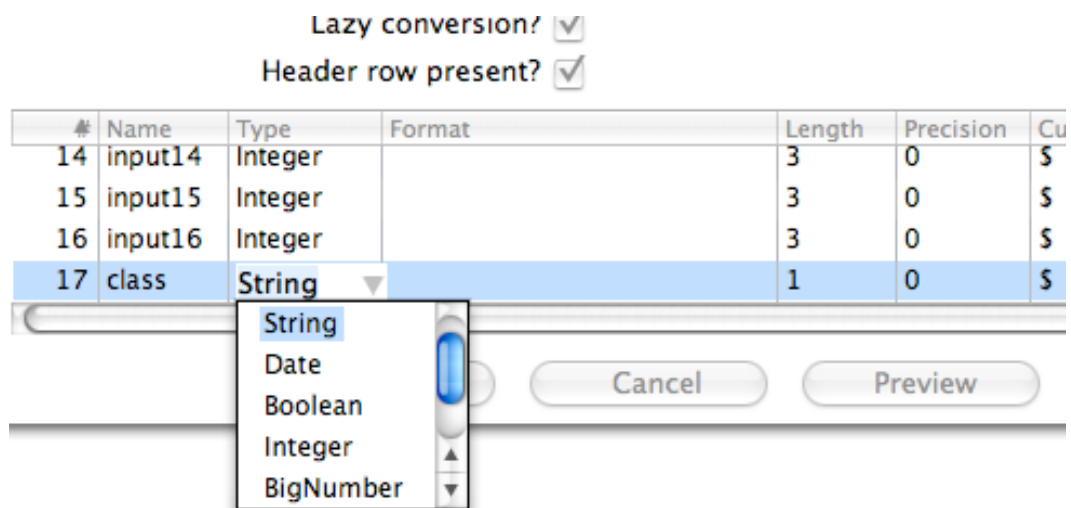 Lazy conversion?
Header row present?
# Name Type Format Length Precision Cu
14 input14 Integer 3 0 $
15 input15 Integer 3 0 $
16 input16 Integer 3 0 $
17 class String 1 0 $
String
Date
Boolean
Integer
BigNumber
Cancel Preview